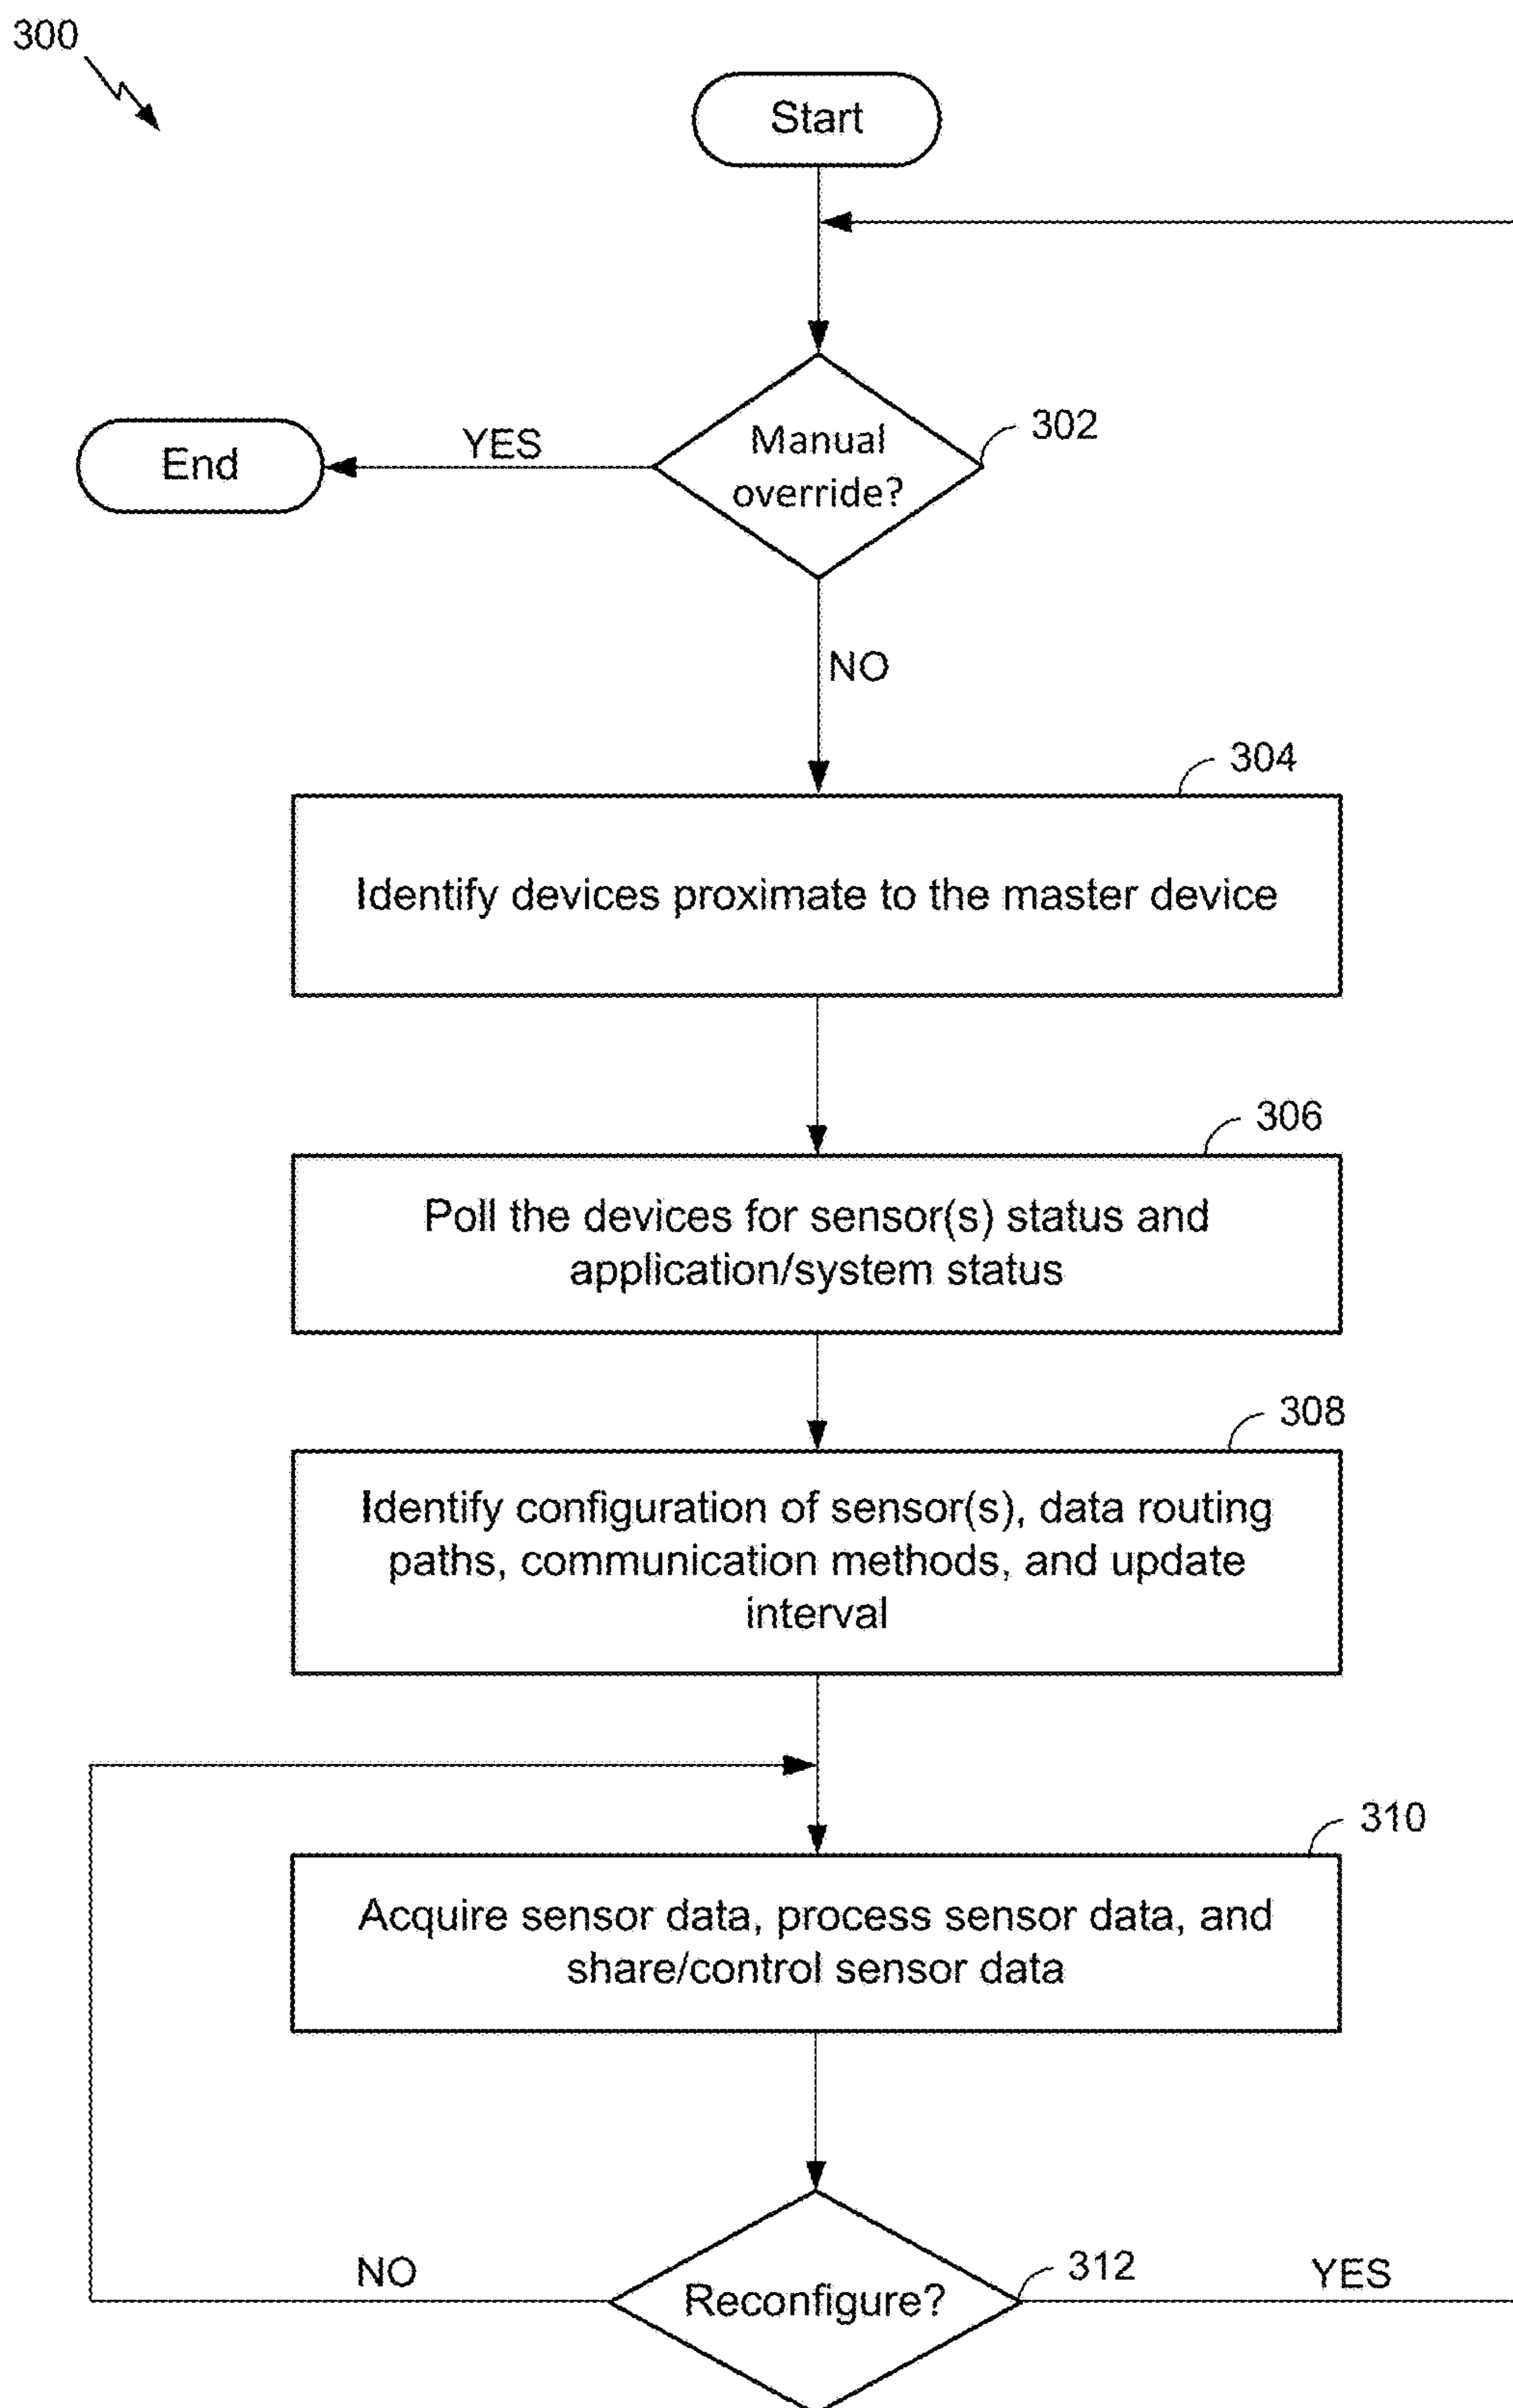 300
Start
Manual
override?
302
YES
End
NO
304
Identify devices proximate to the master device
306
Poll the devices for sensor(s) status and
application/system status
308
Identify configuration of sensor(s), data routing
paths, communication methods, and update
interval
310
Acquire sensor data, process sensor data, and
share/control sensor data
NO
Reconfigure?
312
YES